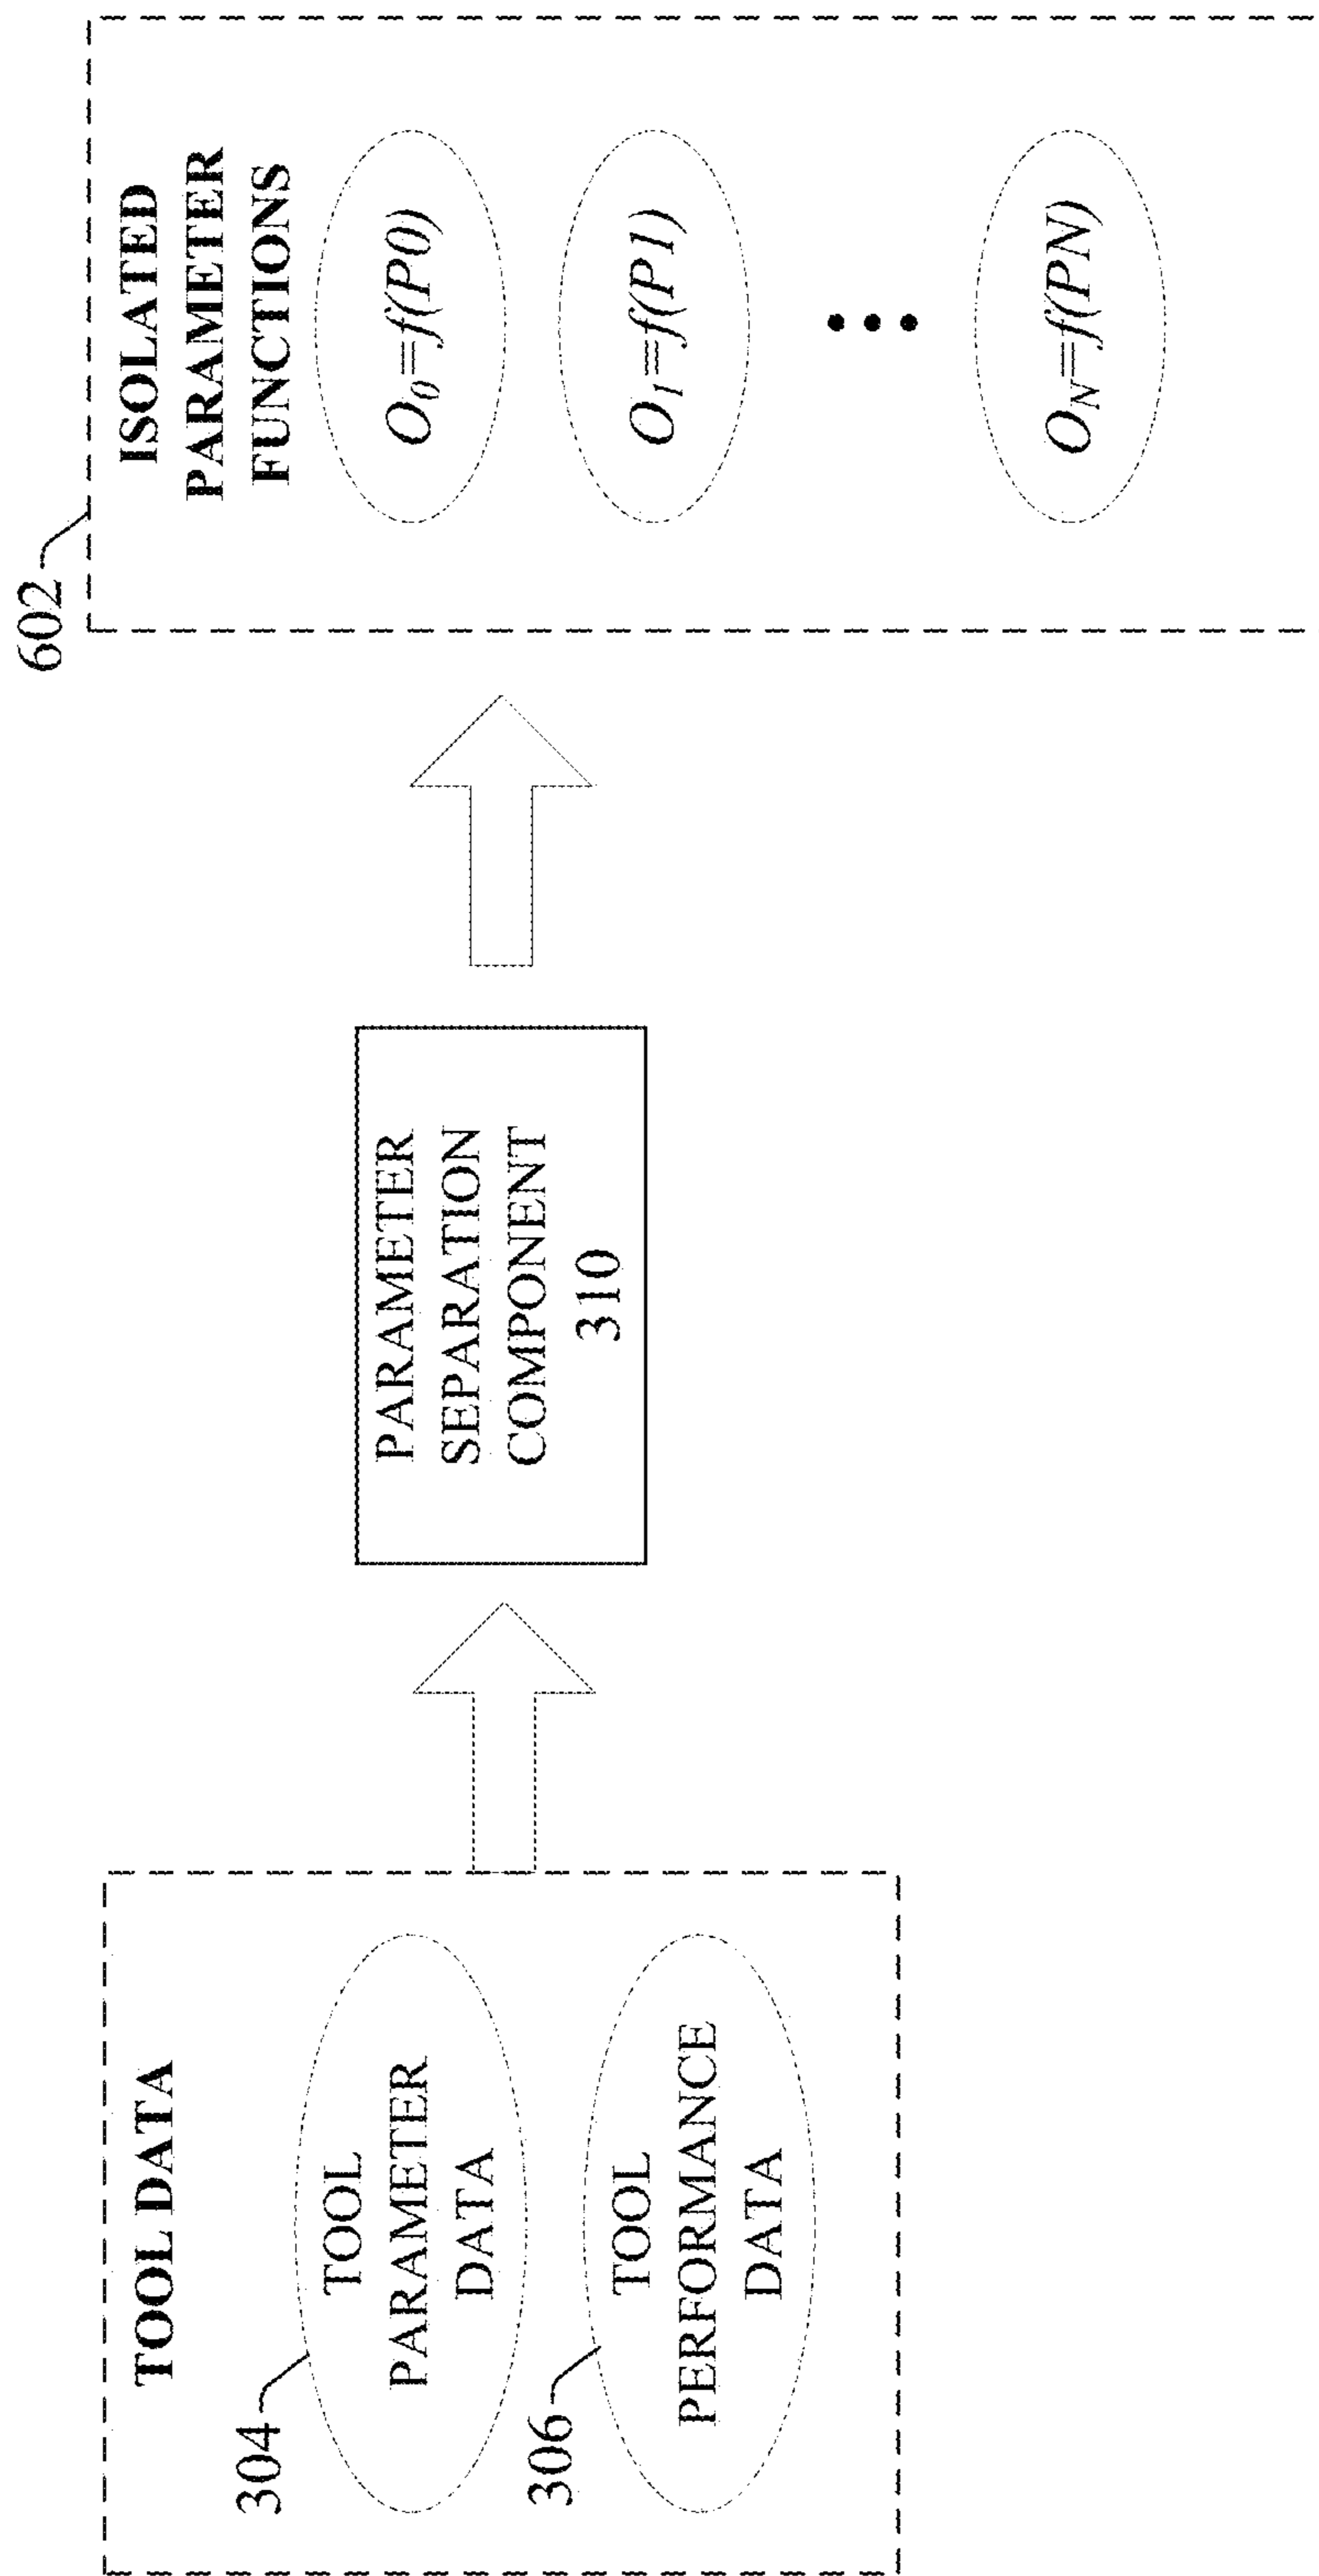 TOOL DATA
304
TOOL
PARAMETER
DATA
306
TOOL
PERFORMANCE
DATA
PARAMETER
SEPARATION
COMPONENT
310
602
ISOLATED
PARAMETER
FUNCTIONS
O₀=f(P0)
O₁=f(P1)
•••
O_N=f(PN)